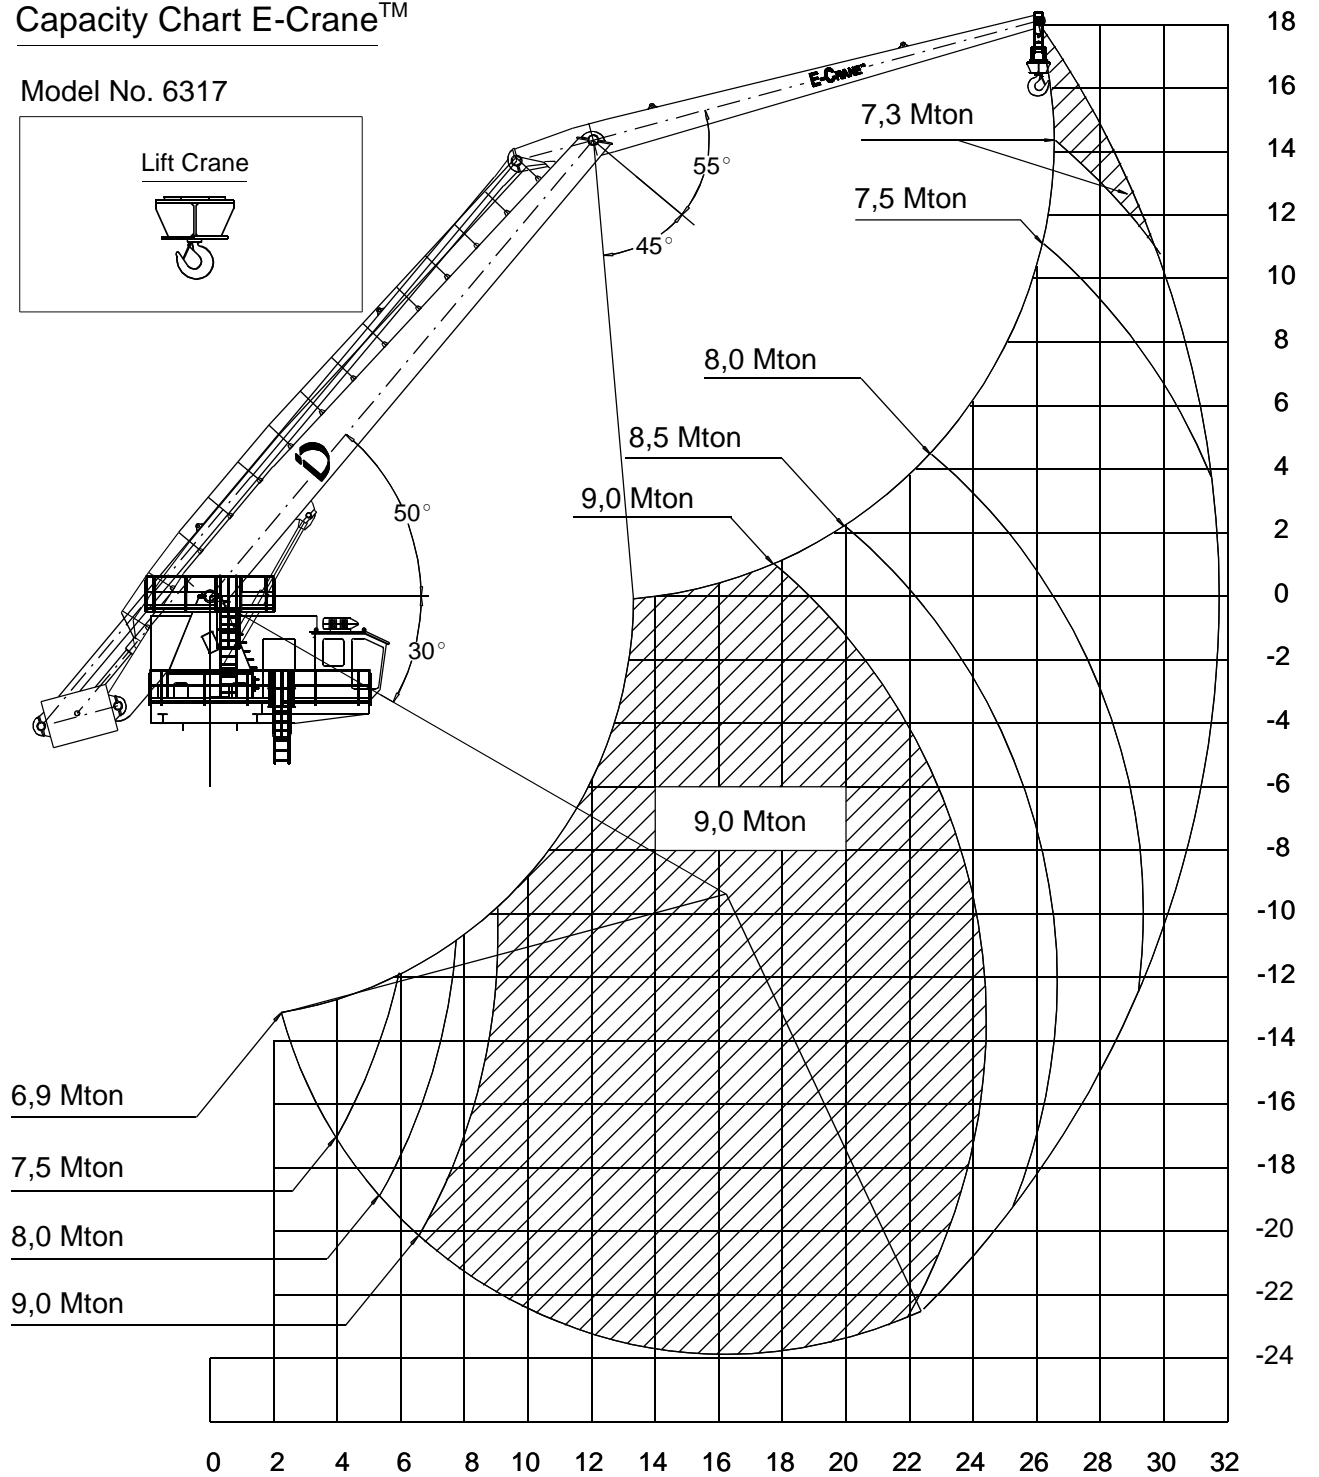 Capacity Chart E-Crane™
Model No. 6317
Lift Crane
E-CRANE™
55°
45°
50°
30°
7,3 Mton
7,5 Mton
8,0 Mton
8,5 Mton
9,0 Mton
9,0 Mton
6,9 Mton
7,5 Mton
8,0 Mton
9,0 Mton
18
16
14
12
10
8
6
4
2
0
-2
-4
-6
-8
-10
-12
-14
-16
-18
-20
-22
-24
0 2 4 6 8 10 12 14 16 18 20 22 24 26 28 30 32